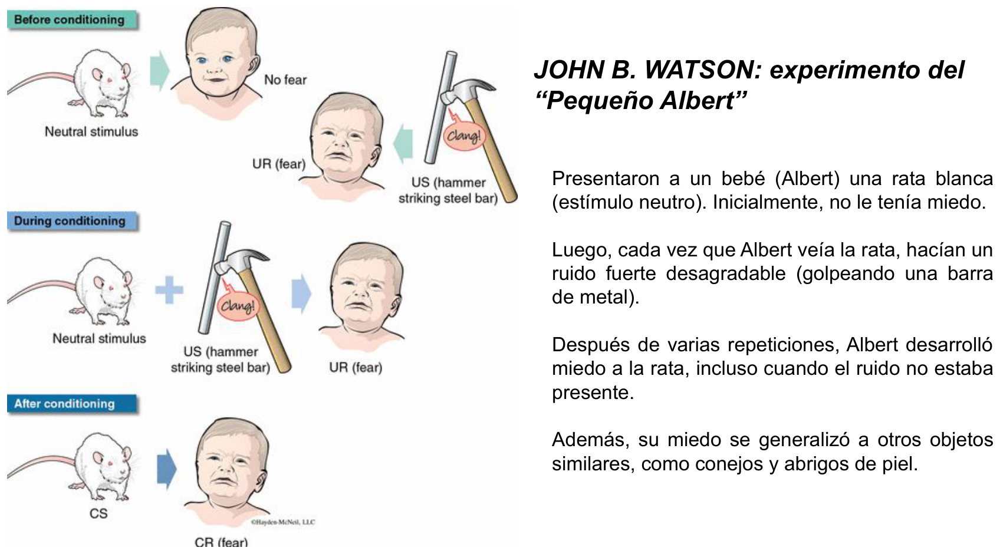 Before conditioning
Neutral stimulus
No fear
UR (fear)
Clang!
US (hammer
striking steel bar)
During conditioning
Neutral stimulus
Clang!
US (hammer
striking steel bar)
UR (fear)
After conditioning
CS
©Hayden-McNeil, LLC
CR (fear)
JOHN B. WATSON: experimento del
“Pequeño Albert”
Presentaron a un bebé (Albert) una rata blanca
(estímulo neutro). Inicialmente, no le tenía miedo.
Luego, cada vez que Albert veía la rata, hacían un
ruido fuerte desagradable (golpeando una barra
de metal).
Después de varias repeticiones, Albert desarrolló
miedo a la rata, incluso cuando el ruido no estaba
presente.
Además, su miedo se generalizó a otros objetos
similares, como conejos y abrigos de piel.